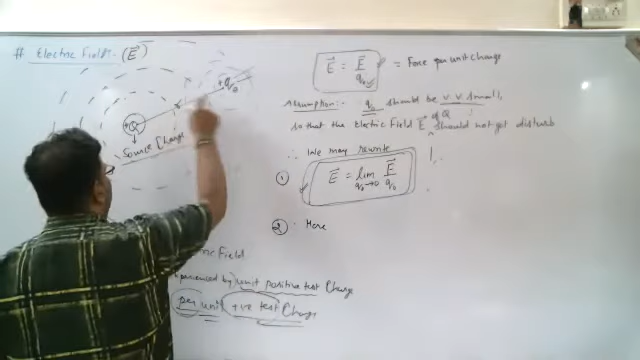 # Electric Field:- (E⃗)
+q₀
+Q
Source Charge
Electric Field
experienced by unit positive test Charge
per unit +ve test Charge
E⃗ = F⃗/q₀ = Force per unit charge
Assumption:- q₀ should be v.v small,
so that the Electric Field E⃗ of Q should not get disturb
∴ We may rewrite
① E⃗ = lim q₀→0 F⃗/q₀
② Here